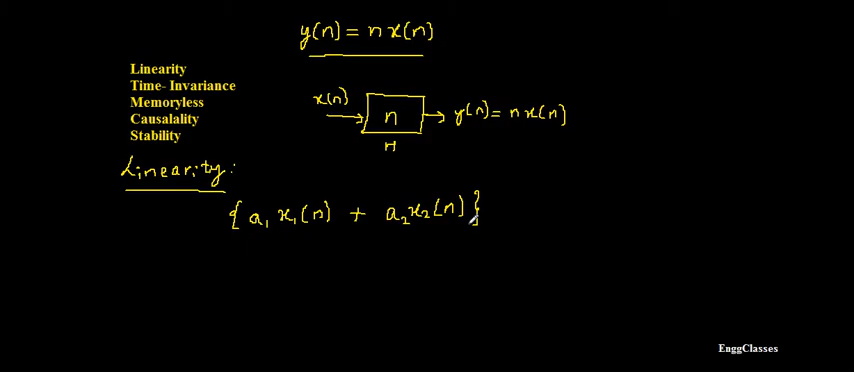 y(n) = n x(n)
Linearity
Time- Invariance
Memoryless
Causalality
Stability
x(n)
n
y(n) = n x(n)
H
Linearity:
{ a₁ x₁(n) + a₂ x₂(n) }
EnggClasses